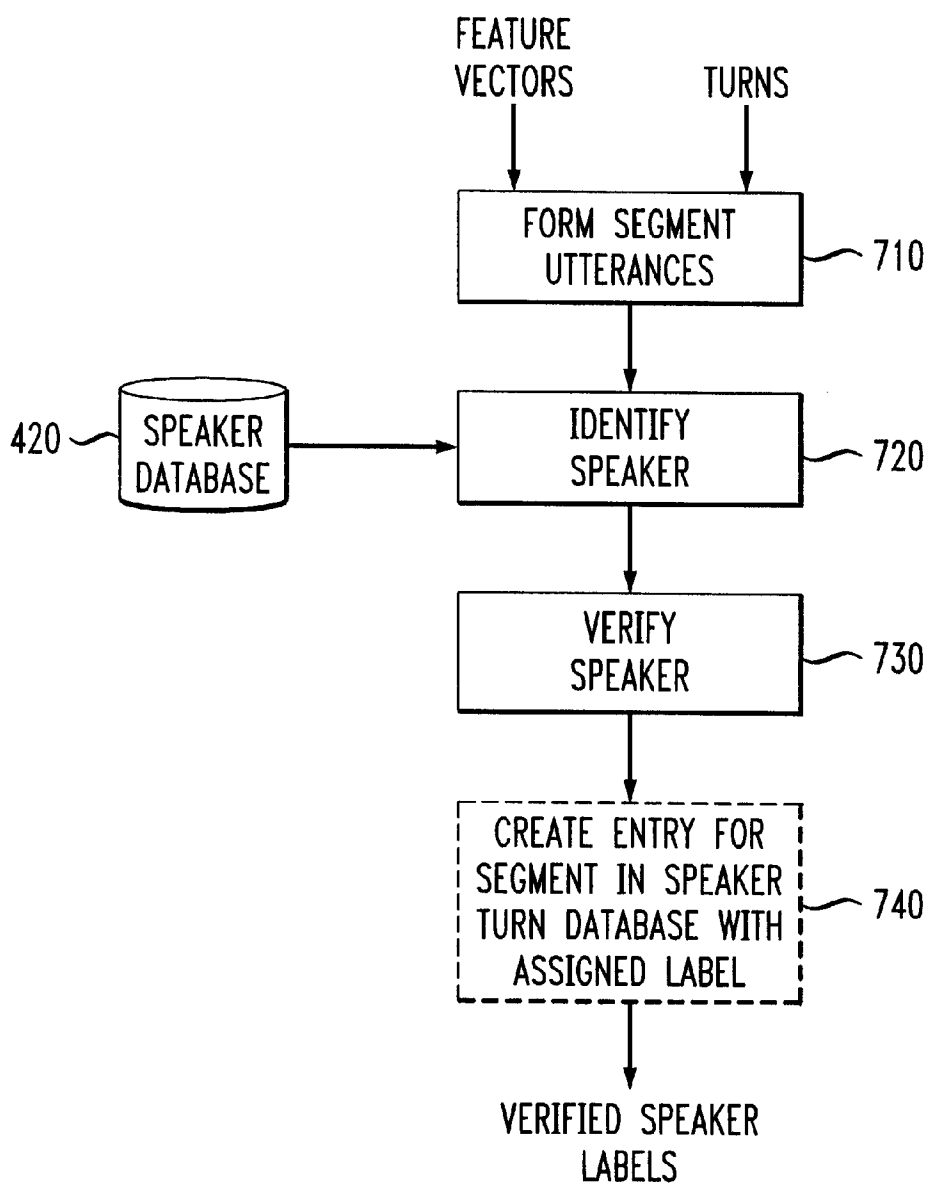 FEATURE
VECTORS
TURNS
FORM SEGMENT
UTTERANCES
710
420
SPEAKER
DATABASE
IDENTIFY
SPEAKER
720
VERIFY
SPEAKER
730
CREATE ENTRY FOR
SEGMENT IN SPEAKER
TURN DATABASE WITH
ASSIGNED LABEL
740
VERIFIED SPEAKER
LABELS